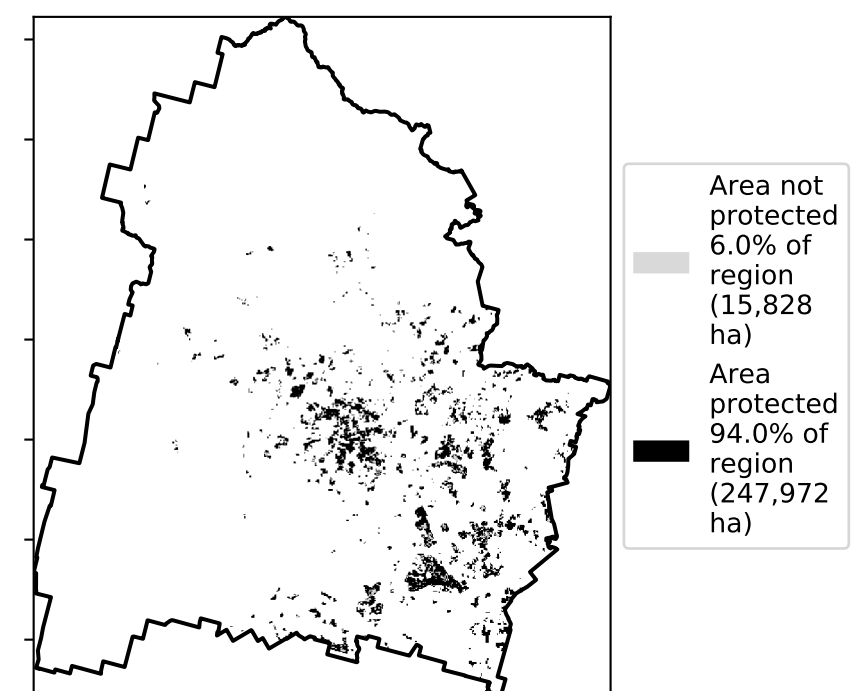 Area not
protected
6.0% of
region
(15,828
ha)
Area
protected
94.0% of
region
(247,972
ha)